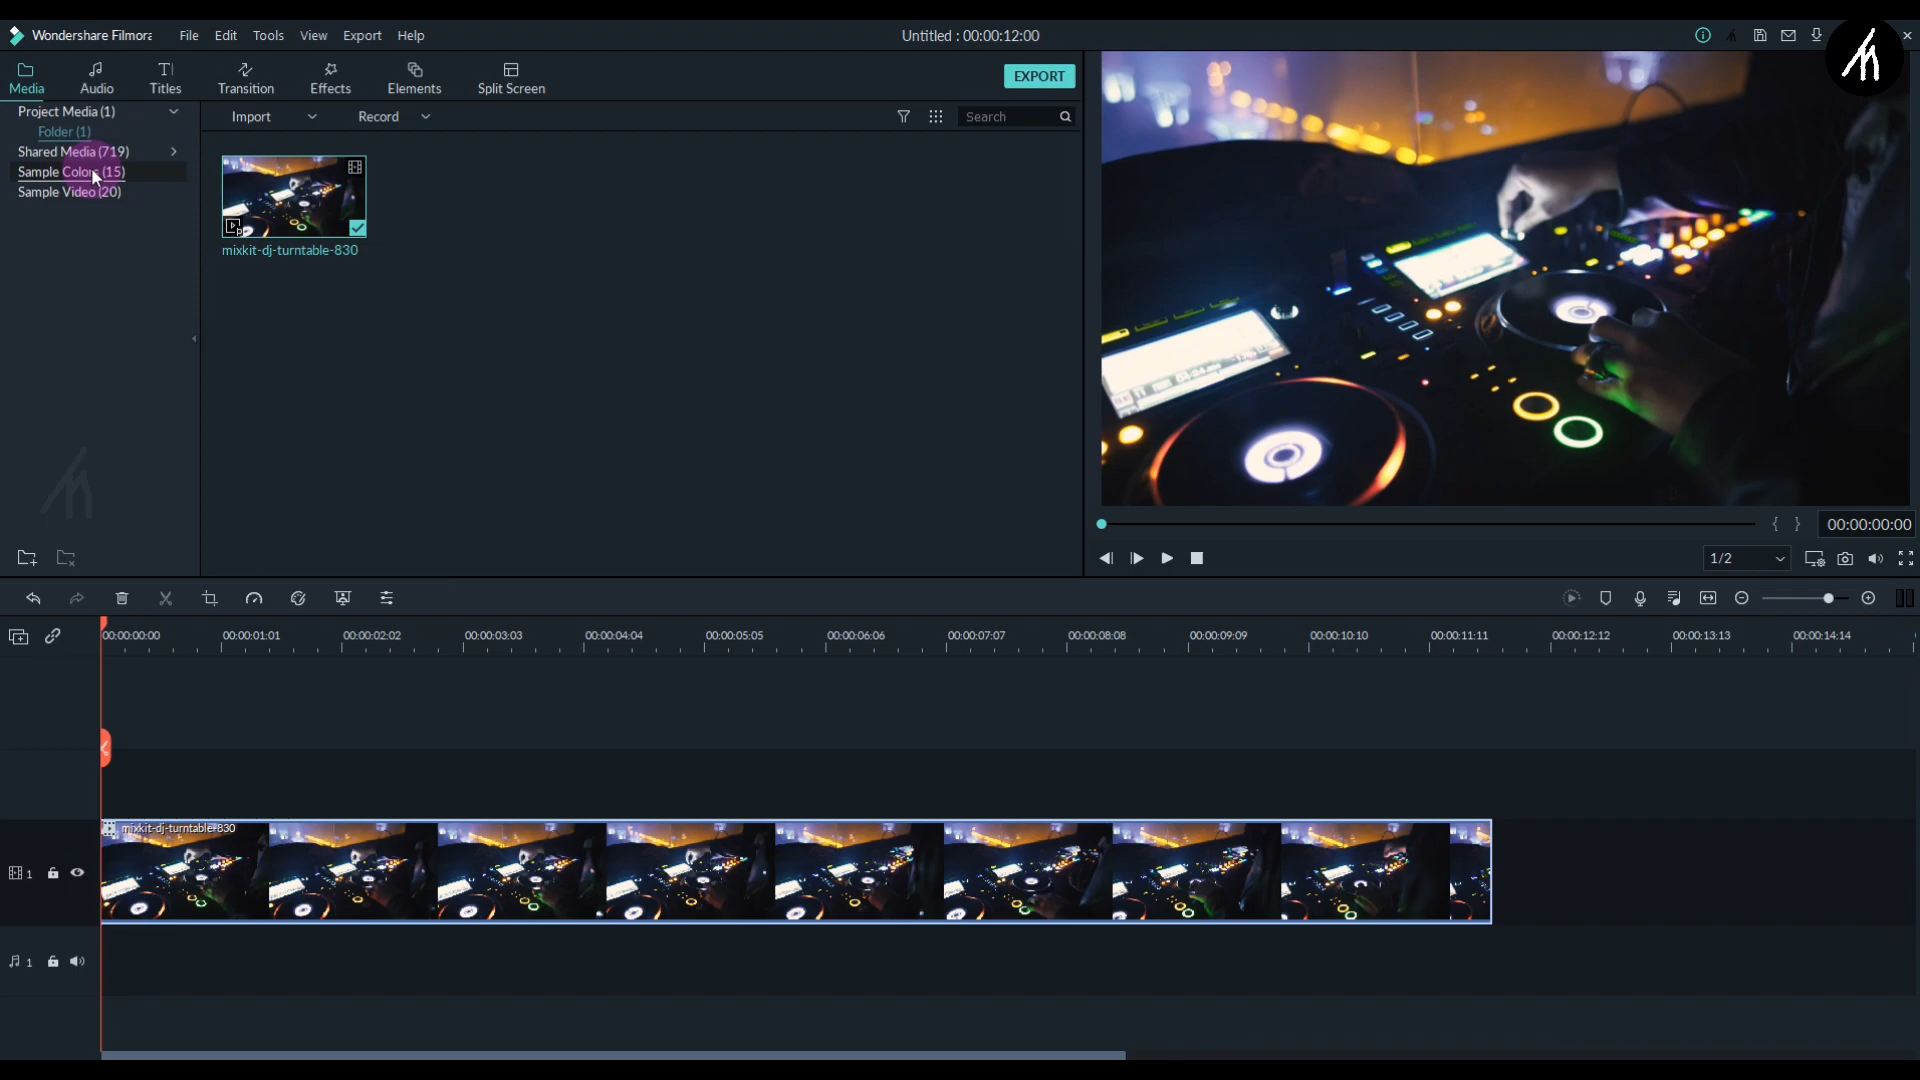 Wondershare Filmora
File
Edit
Tools
View
Export
Help
Untitled : 00:00:12:00
Media
Audio
Titles
Transition
Effects
Elements
Split Screen
EXPORT
Project Media (1)
Folder (1)
Shared Media (719)
Sample Colors (15)
Sample Video (20)
Import
Record
Search
mixkit-dj-turntable-830
00:00:00:00
1/2
00:00:00:00
00:00:01:01
00:00:02:02
00:00:03:03
00:00:04:04
00:00:05:05
00:00:06:06
00:00:07:07
00:00:08:08
00:00:09:09
00:00:10:10
00:00:11:11
00:00:12:12
00:00:13:13
00:00:14:14
mixkit-dj-turntable-830
1
1